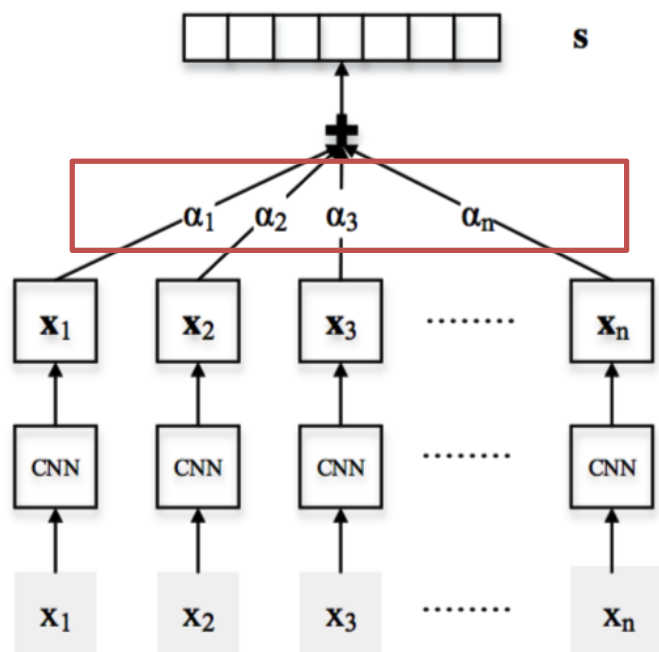 s
α1 α2 α3 αn
x1 x2 x3 ········ xn
CNN CNN CNN ········ CNN
x1 x2 x3 ········ xn